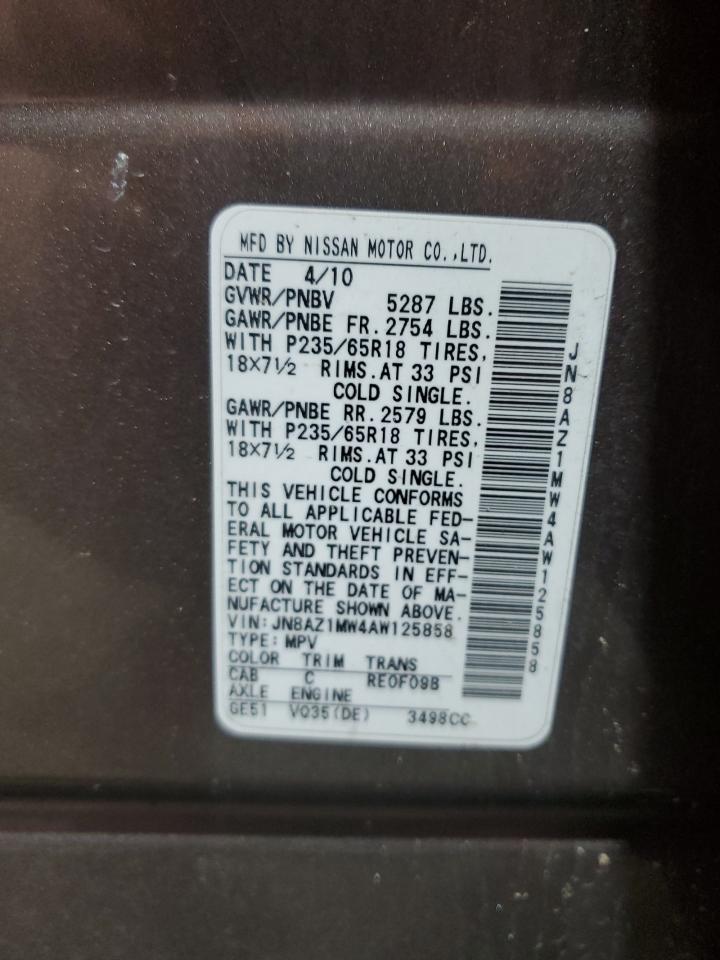 MFD BY NISSAN MOTOR CO.,LTD.
DATE 4/10
GVWR/PNBV 5287 LBS.
GAWR/PNBE FR. 2754 LBS.
WITH P235/65R18 TIRES,
18X7½ RIMS. AT 33 PSI
COLD SINGLE.
GAWR/PNBE RR. 2579 LBS.
WITH P235/65R18 TIRES,
18X7½ RIMS. AT 33 PSI
COLD SINGLE.
THIS VEHICLE CONFORMS
TO ALL APPLICABLE FED-
ERAL MOTOR VEHICLE SA-
FETY AND THEFT PREVEN-
TION STANDARDS IN EFF-
ECT ON THE DATE OF MA-
NUFACTURE SHOWN ABOVE.
VIN: JN8AZ1MW4AW125858
TYPE: MPV
COLOR TRIM TRANS
CAB C RE0F09B
AXLE ENGINE
GE51 VQ35(DE) 3498CC
JN8AZ1MW4AW125858